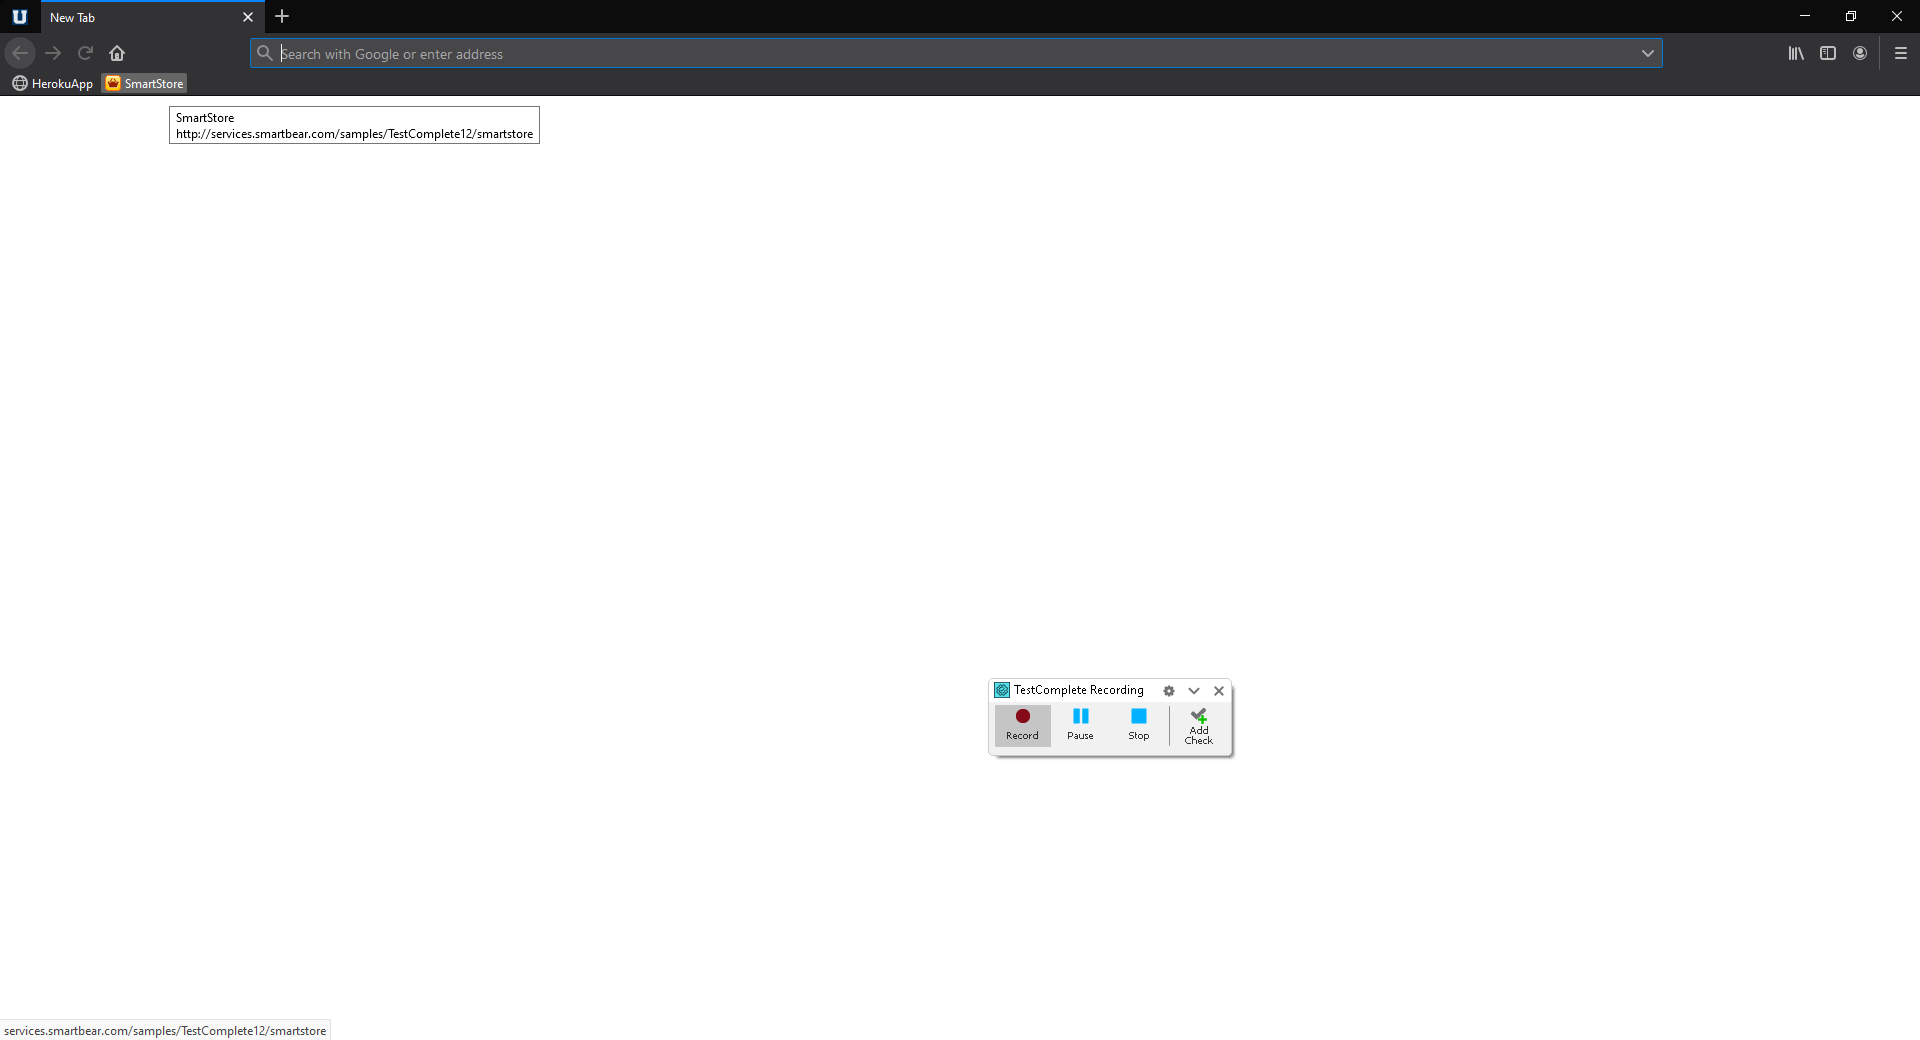 New Tab
Search with Google or enter address
HerokuApp
SmartStore
SmartStore
http://services.smartbear.com/samples/TestComplete12/smartstore
TestComplete Recording
Record
Pause
Stop
Add
Check
services.smartbear.com/samples/TestComplete12/smartstore